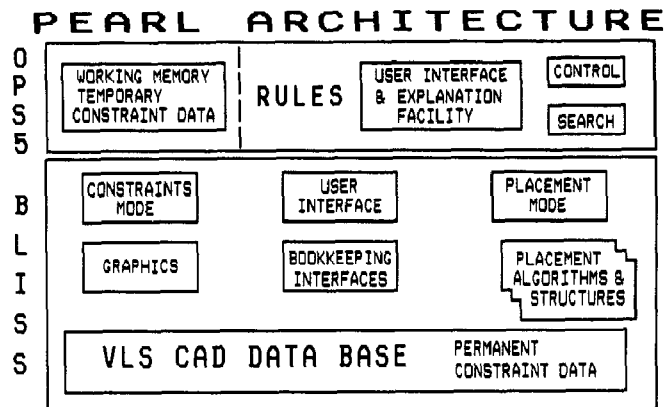 PEARL ARCHITECTURE
OPS5
WORKING MEMORY
TEMPORARY
CONSTRAINT DATA
RULES
USER INTERFACE
& EXPLANATION
FACILITY
CONTROL
SEARCH
BLISS
CONSTRAINTS
MODE
USER
INTERFACE
PLACEMENT
MODE
GRAPHICS
BOOKKEEPING
INTERFACES
PLACEMENT
ALGORITHMS &
STRUCTURES
VLS CAD DATA BASE
PERMANENT
CONSTRAINT DATA